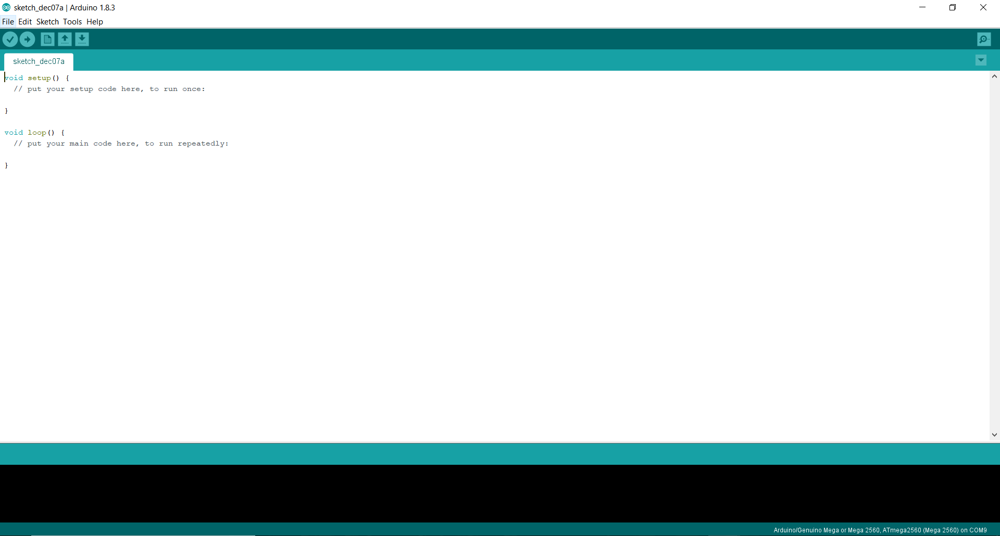 sketch_dec07a | Arduino 1.8.3
File Edit Sketch Tools Help
sketch_dec07a
void setup() {
  // put your setup code here, to run once:
}
void loop() {
  // put your main code here, to run repeatedly:
}
Arduino/Genuino Mega or Mega 2560, ATmega2560 (Mega 2560) on COM9